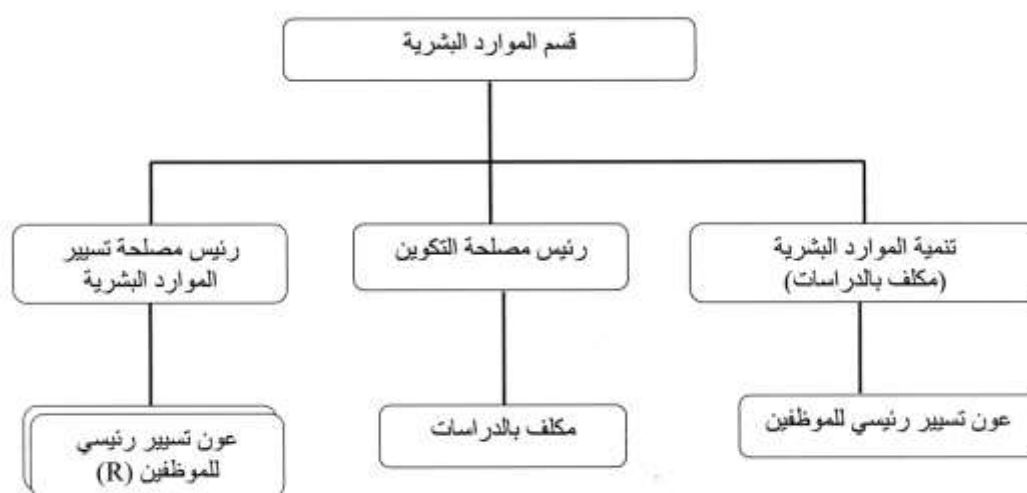 قسم الموارد البشرية
تنمية الموارد البشرية
(مكلف بالدراسات)
رئيس مصلحة التكوين
رئيس مصلحة تسيير
الموارد البشرية
عون تسيير رئيسي للموظفين
مكلف بالدراسات
عون تسيير رئيسي
للموظفين (R)